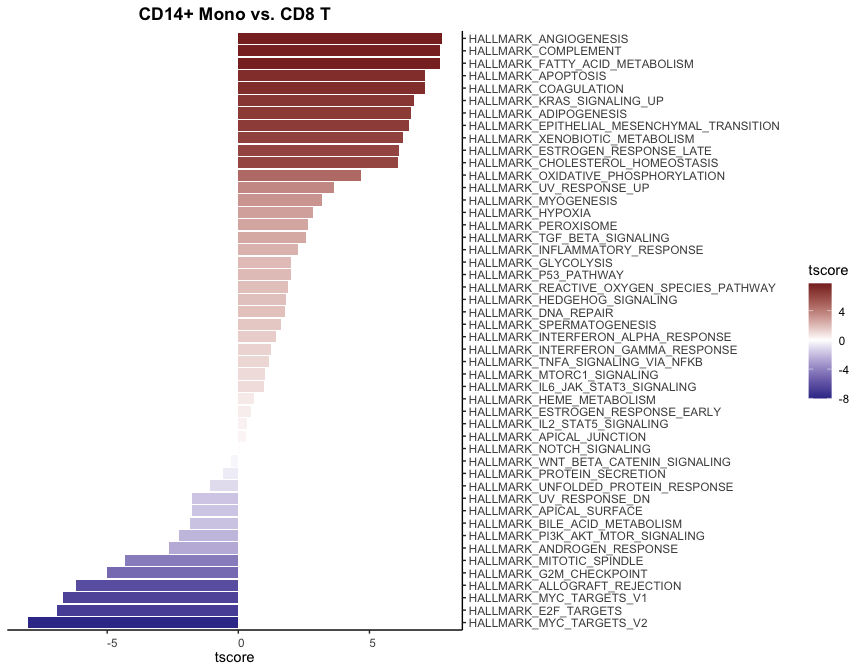 CD14+ Mono vs. CD8 T
HALLMARK_ANGIOGENESIS
HALLMARK_COMPLEMENT
HALLMARK_FATTY_ACID_METABOLISM
HALLMARK_APOPTOSIS
HALLMARK_COAGULATION
HALLMARK_KRAS_SIGNALING_UP
HALLMARK_ADIPOGENESIS
HALLMARK_EPITHELIAL_MESENCHYMAL_TRANSITION
HALLMARK_XENOBIOTIC_METABOLISM
HALLMARK_ESTROGEN_RESPONSE_LATE
HALLMARK_CHOLESTEROL_HOMEOSTASIS
HALLMARK_OXIDATIVE_PHOSPHORYLATION
HALLMARK_UV_RESPONSE_UP
HALLMARK_MYOGENESIS
HALLMARK_HYPOXIA
HALLMARK_PEROXISOME
HALLMARK_TGF_BETA_SIGNALING
HALLMARK_INFLAMMATORY_RESPONSE
HALLMARK_GLYCOLYSIS
HALLMARK_P53_PATHWAY
HALLMARK_REACTIVE_OXYGEN_SPECIES_PATHWAY
HALLMARK_HEDGEHOG_SIGNALING
HALLMARK_DNA_REPAIR
HALLMARK_SPERMATOGENESIS
HALLMARK_INTERFERON_ALPHA_RESPONSE
HALLMARK_INTERFERON_GAMMA_RESPONSE
HALLMARK_TNFA_SIGNALING_VIA_NFKB
HALLMARK_MTORC1_SIGNALING
HALLMARK_IL6_JAK_STAT3_SIGNALING
HALLMARK_HEME_METABOLISM
HALLMARK_ESTROGEN_RESPONSE_EARLY
HALLMARK_IL2_STAT5_SIGNALING
HALLMARK_APICAL_JUNCTION
HALLMARK_NOTCH_SIGNALING
HALLMARK_WNT_BETA_CATENIN_SIGNALING
HALLMARK_PROTEIN_SECRETION
HALLMARK_UNFOLDED_PROTEIN_RESPONSE
HALLMARK_UV_RESPONSE_DN
HALLMARK_APICAL_SURFACE
HALLMARK_BILE_ACID_METABOLISM
HALLMARK_PI3K_AKT_MTOR_SIGNALING
HALLMARK_ANDROGEN_RESPONSE
HALLMARK_MITOTIC_SPINDLE
HALLMARK_G2M_CHECKPOINT
HALLMARK_ALLOGRAFT_REJECTION
HALLMARK_MYC_TARGETS_V1
HALLMARK_E2F_TARGETS
HALLMARK_MYC_TARGETS_V2
-5 0 5
tscore
tscore
4
0
-4
-8